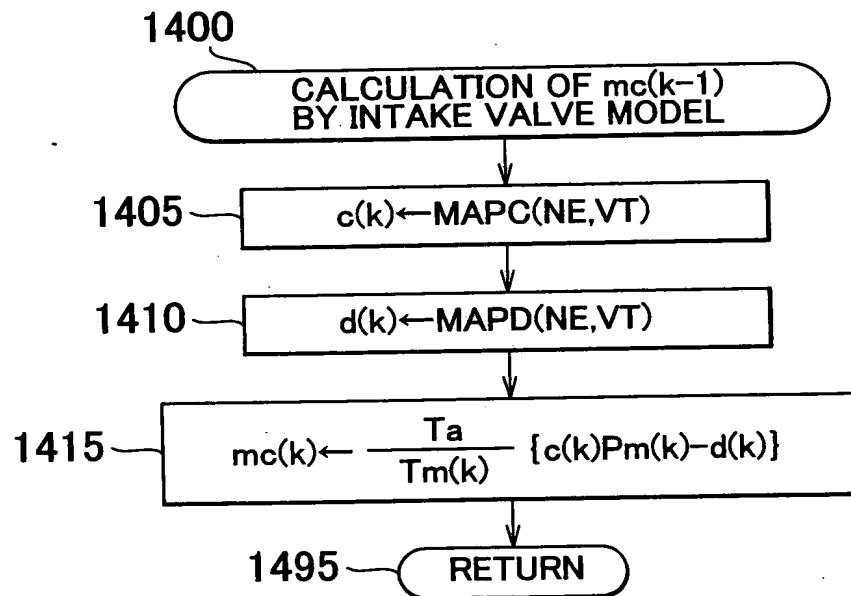 1400
CALCULATION OF mc(k-1)
BY INTAKE VALVE MODEL
1405
c(k)←MAPC(NE,VT)
1410
d(k)←MAPD(NE,VT)
1415
mc(k)← Ta/Tm(k) {c(k)Pm(k)-d(k)}
1495
RETURN